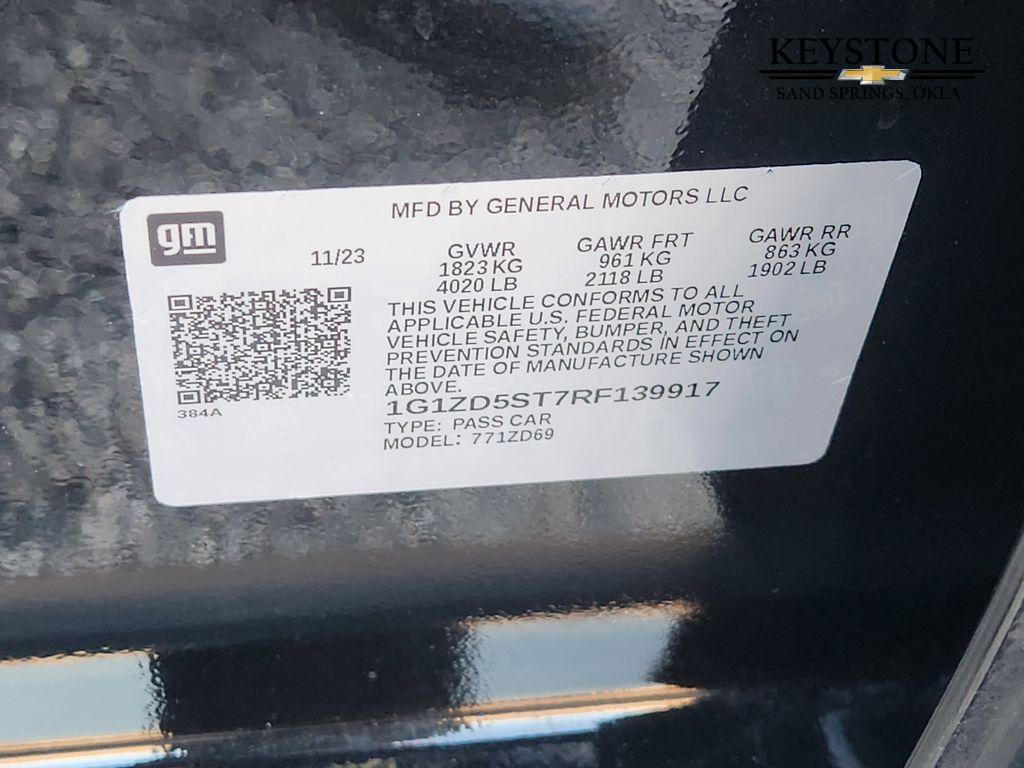 KEYSTONE
SAND SPRINGS, OKLA.
MFD BY GENERAL MOTORS LLC
gm
11/23
GVWR
1823 KG
4020 LB
GAWR FRT
961 KG
2118 LB
GAWR RR
863 KG
1902 LB
THIS VEHICLE CONFORMS TO ALL
APPLICABLE U.S. FEDERAL MOTOR
VEHICLE SAFETY, BUMPER, AND THEFT
PREVENTION STANDARDS IN EFFECT ON
THE DATE OF MANUFACTURE SHOWN
ABOVE.
384A
1G1ZD5ST7RF139917
TYPE: PASS CAR
MODEL: 771ZD69